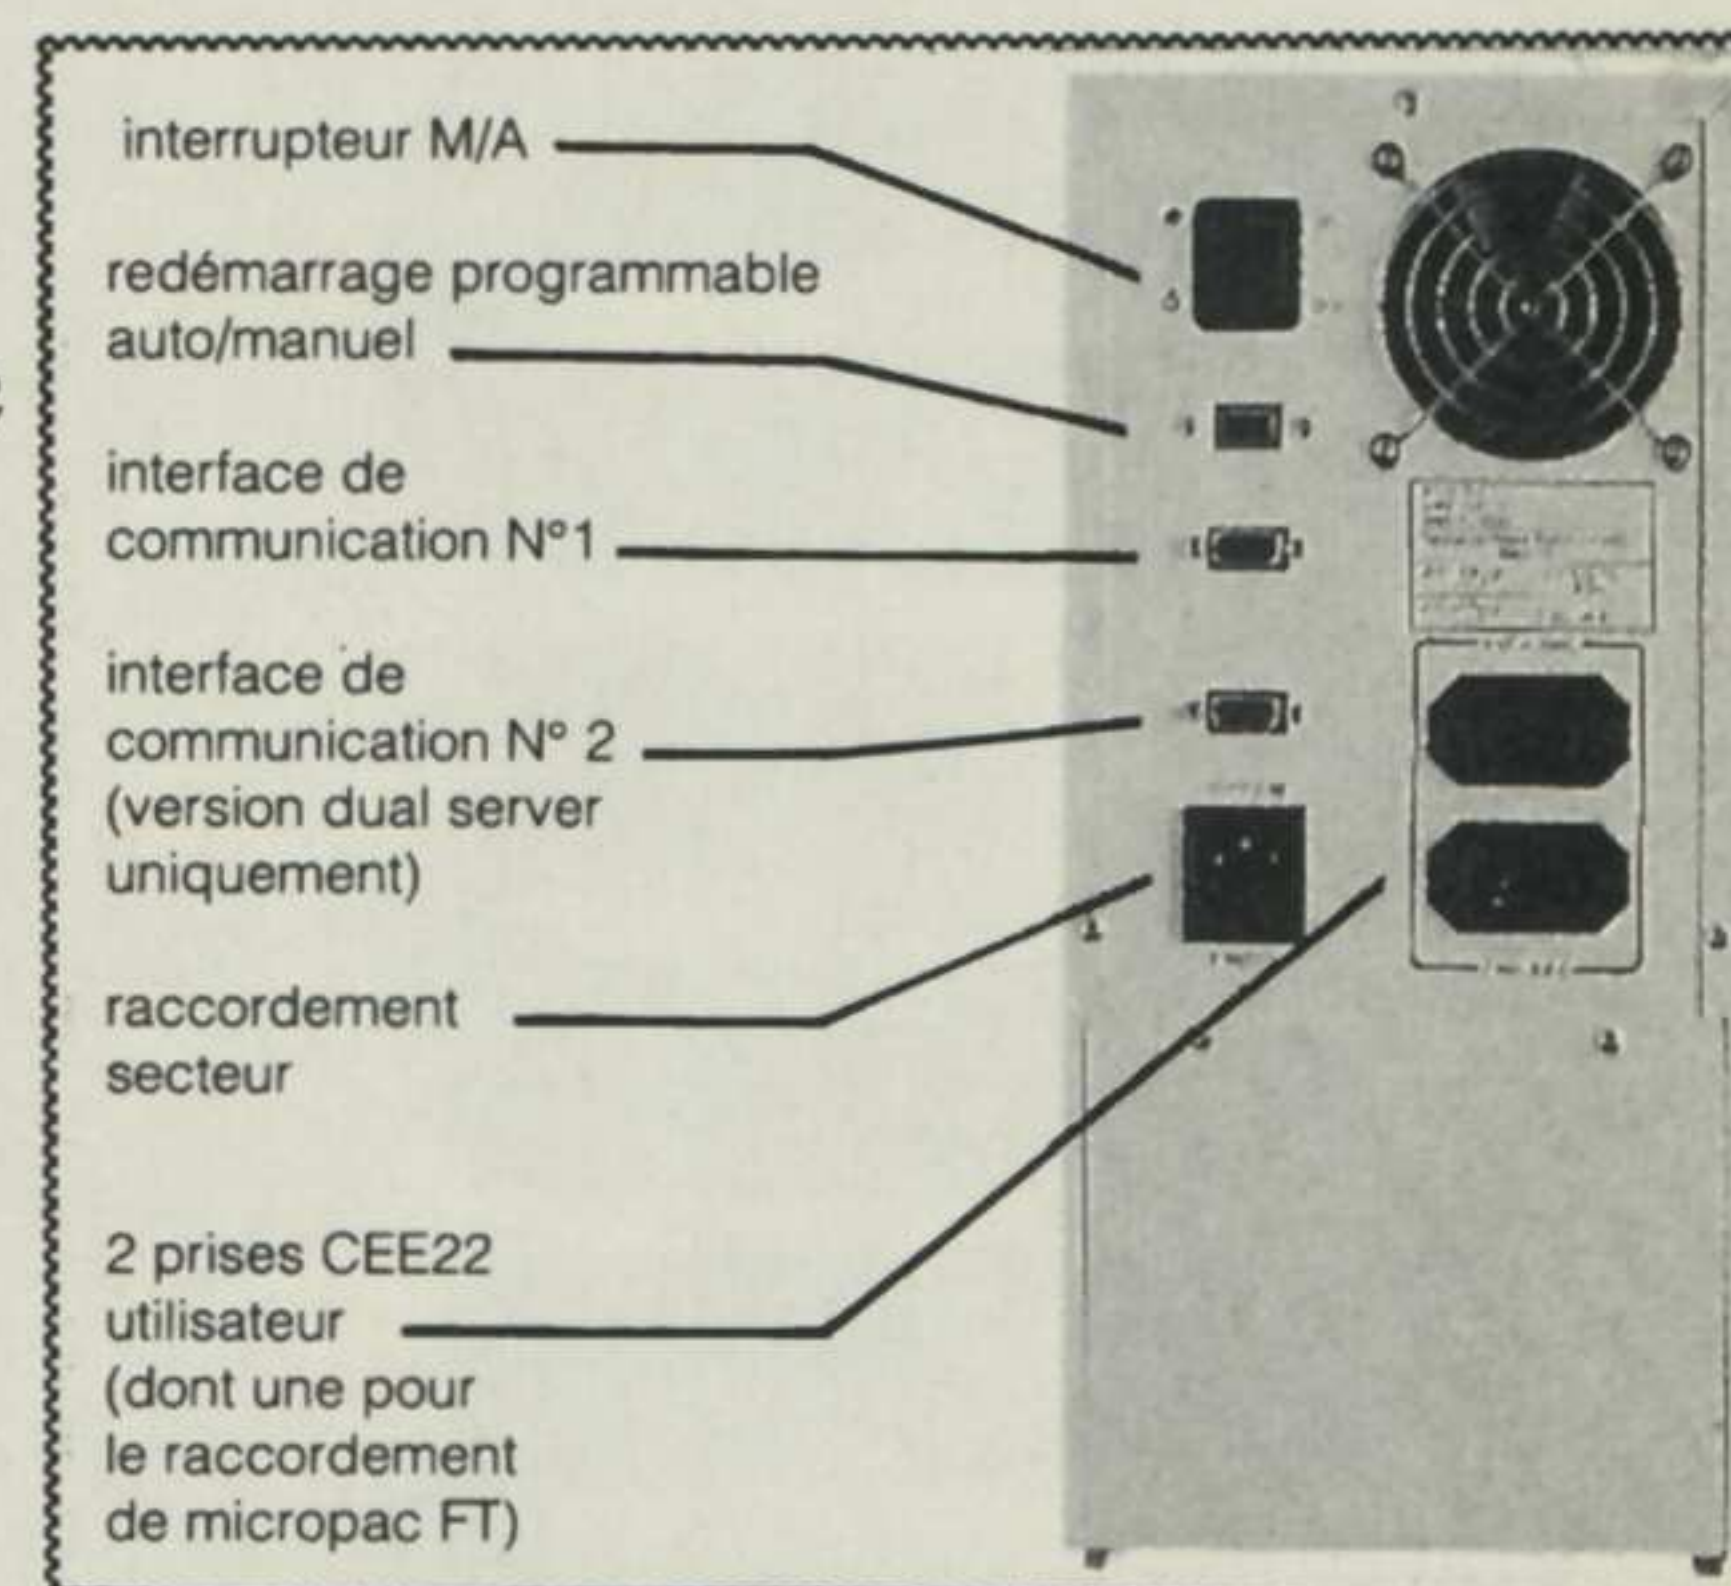 interrupteur M/A
redémarrage programmable
auto/manuel
interface de
communication N°1
interface de
communication N° 2
(version dual server
uniquement)
raccordement
secteur
2 prises CEE22
utilisateur
(dont une pour
le raccordement
de micropac FT)